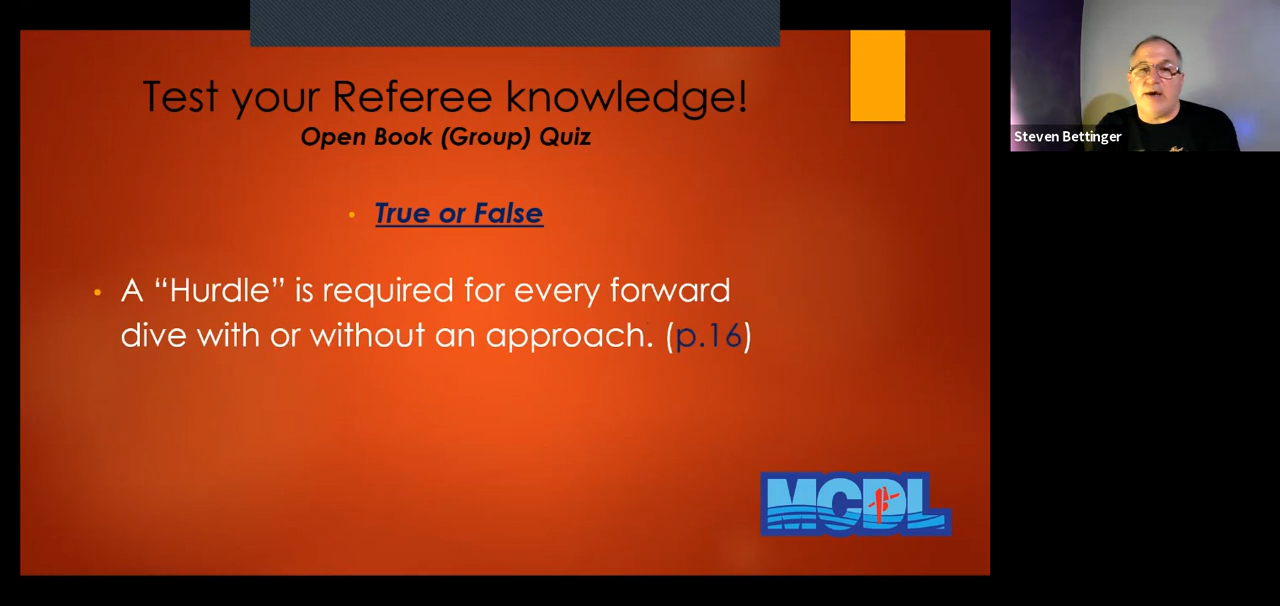 Test your Referee knowledge!
Open Book (Group) Quiz
True or False
A “Hurdle” is required for every forward
dive with or without an approach. (p.16)
MCDL
Steven Bettinger